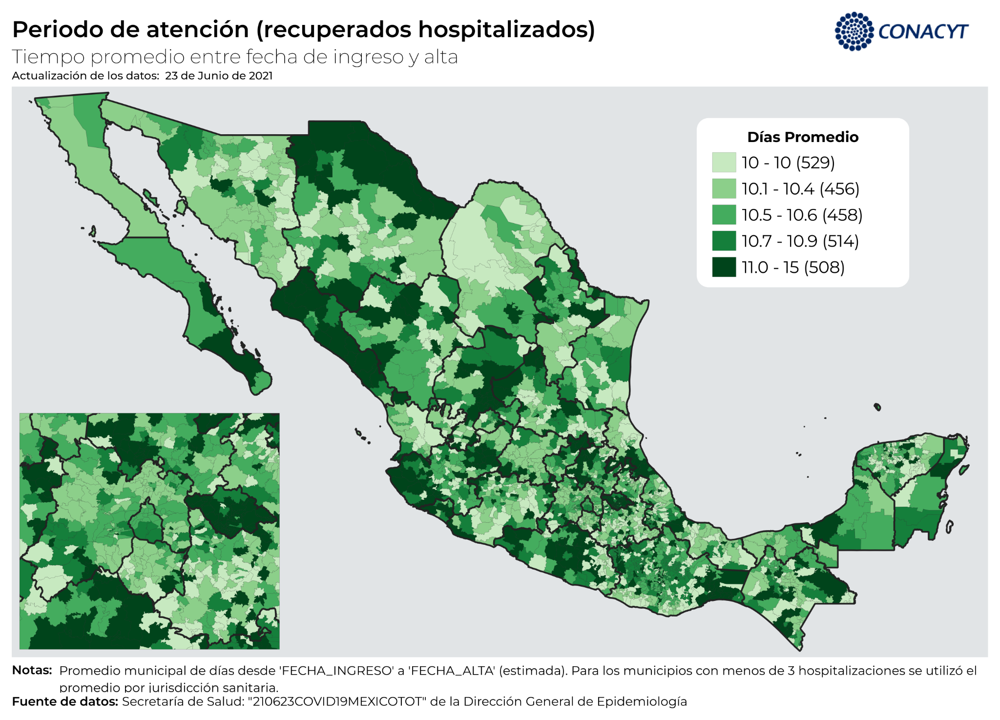 Periodo de atención (recuperados hospitalizados)
CONACYT
Tiempo promedio entre fecha de ingreso y alta
Actualización de los datos: 23 de Junio de 2021
Días Promedio
10 - 10 (529)
10.1 - 10.4 (456)
10.5 - 10.6 (458)
10.7 - 10.9 (514)
11.0 - 15 (508)
Notas: Promedio municipal de días desde 'FECHA_INGRESO' a 'FECHA_ALTA' (estimada). Para los municipios con menos de 3 hospitalizaciones se utilizó el
promedio por jurisdicción sanitaria.
Fuente de datos: Secretaría de Salud: "210623COVID19MEXICOTOT" de la Dirección General de Epidemiología